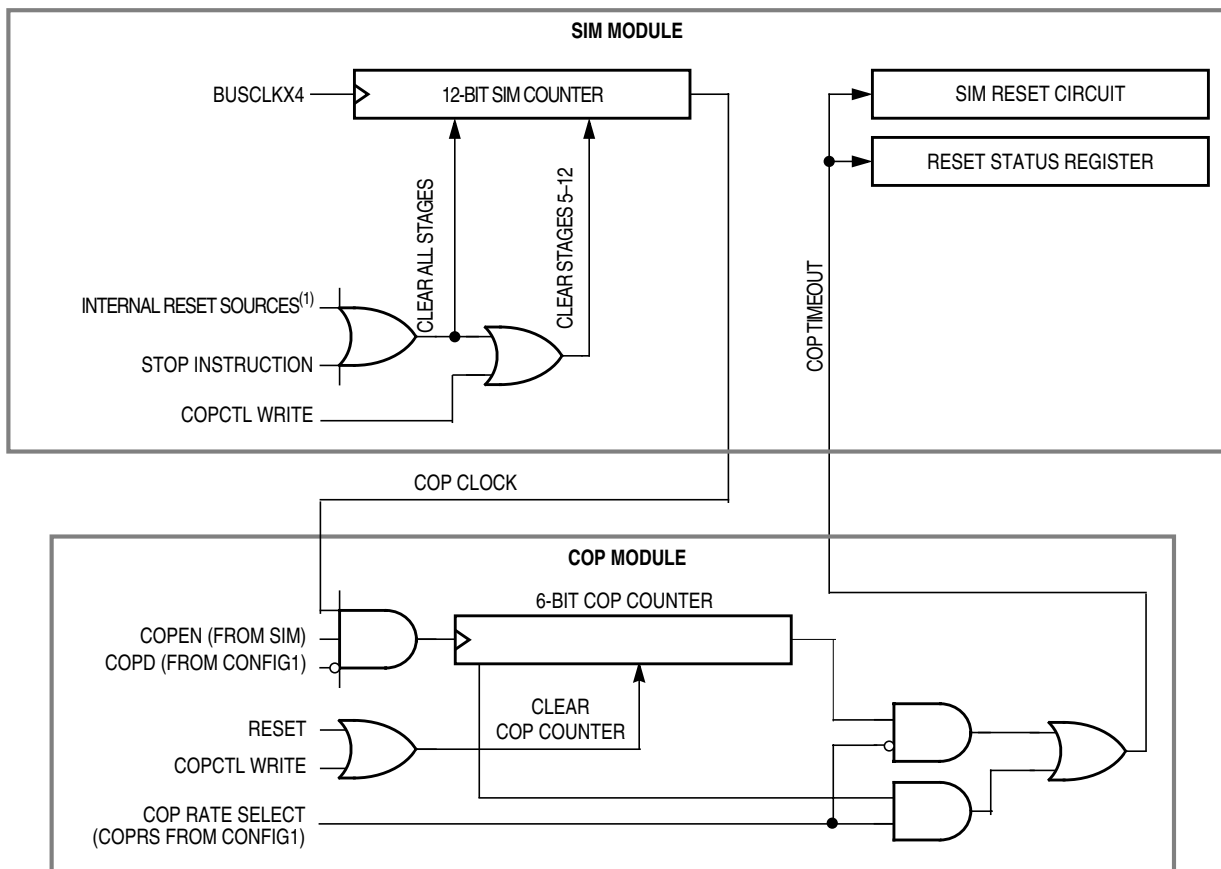 SIM MODULE
BUSCLKX4
12-BIT SIM COUNTER
SIM RESET CIRCUIT
RESET STATUS REGISTER
CLEAR ALL STAGES
CLEAR STAGES 5–12
INTERNAL RESET SOURCES(1)
STOP INSTRUCTION
COPCTL WRITE
COP TIMEOUT
COP CLOCK
COP MODULE
6-BIT COP COUNTER
COPEN (FROM SIM)
COPD (FROM CONFIG1)
CLEAR
COP COUNTER
RESET
COPCTL WRITE
COP RATE SELECT
(COPRS FROM CONFIG1)